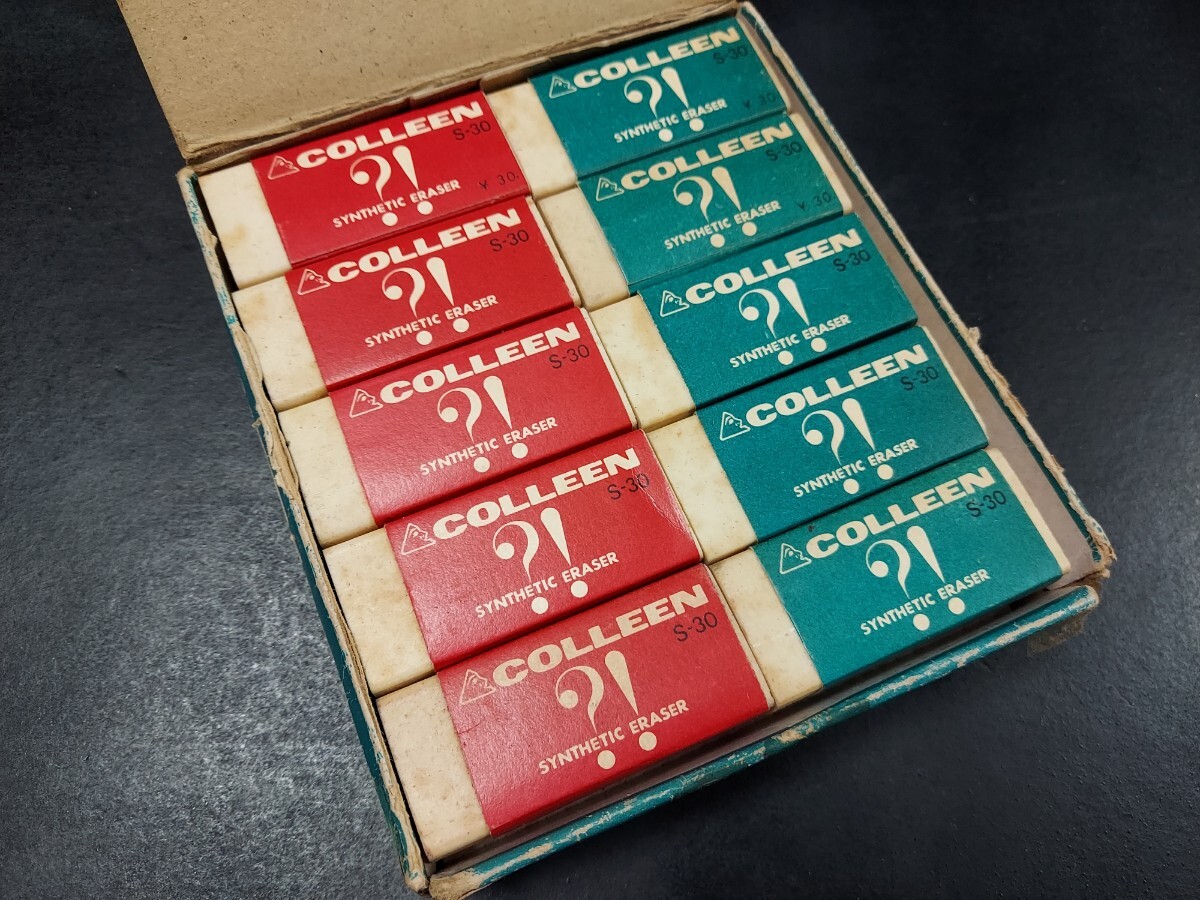 COLLEEN
S-30
?!
SYNTHETIC ERASER
¥ 30.
COLLEEN
S-30
?!
SYNTHETIC ERASER
COLLEEN
S-30
?!
SYNTHETIC ERASER
COLLEEN
S-30
?!
SYNTHETIC ERASER
COLLEEN
S-30
?!
SYNTHETIC ERASER
COLLEEN
S-30
?!
SYNTHETIC ERASER
¥ 30
COLLEEN
S-30
?!
SYNTHETIC ERASER
¥ 30
COLLEEN
S-30
?!
SYNTHETIC ERASER
COLLEEN
S-30
?!
SYNTHETIC ERASER
COLLEEN
S-30
?!
SYNTHETIC ERASER